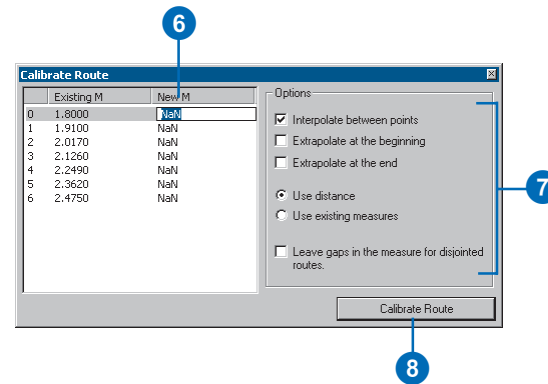 6
Calibrate Route
Existing M New M
0 1.8000 NaN
1 1.9100 NaN
2 2.0170 NaN
3 2.1260 NaN
4 2.2490 NaN
5 2.3620 NaN
6 2.4750 NaN
Options
Interpolate between points
Extrapolate at the beginning
Extrapolate at the end
Use distance
Use existing measures
Leave gaps in the measure for disjointed
routes.
7
Calibrate Route
8